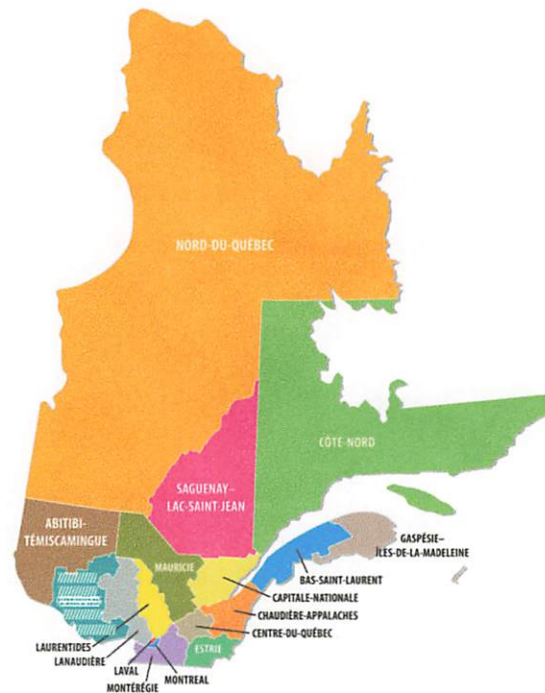 NORD-DU-QUÉBEC
CÔTE-NORD
SAGUENAY–
LAC-SAINT-JEAN
ABITIBI-
TÉMISCAMINGUE
MAURICIE
GASPÉSIE–
ÎLES-DE-LA-MADELEINE
BAS-SAINT-LAURENT
CAPITALE-NATIONALE
CHAUDIÈRE-APPALACHES
CENTRE-DU-QUÉBEC
ESTRIE
LAURENTIDES
LANAUDIÈRE
LAVAL
MONTREAL
MONTÉRÉGIE